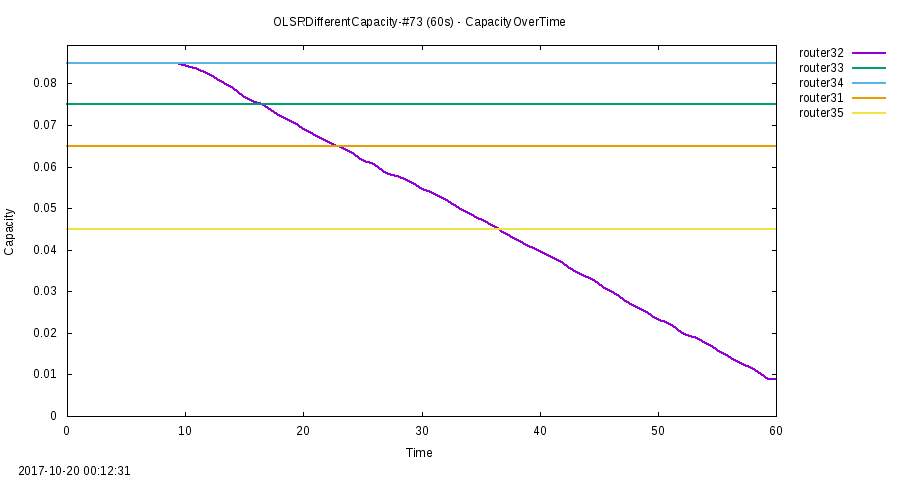 OLSRDifferentCapacity-#73 (60s) - CapacityOverTime
router32
router33
router34
router31
router35
0.08
0.07
0.06
0.05
0.04
0.03
0.02
0.01
0
Capacity
0 10 20 30 40 50 60
Time
2017-10-20 00:12:31